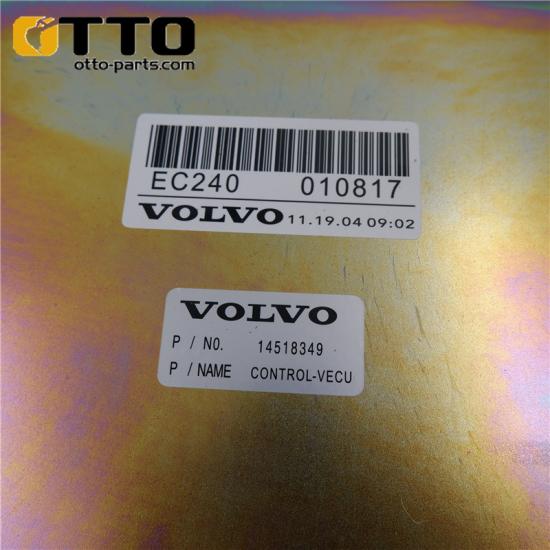 OTTO
otto-parts.com
EC240 010817
VOLVO 11.19.04 09:02
VOLVO
P / NO. 14518349
P / NAME CONTROL-VECU